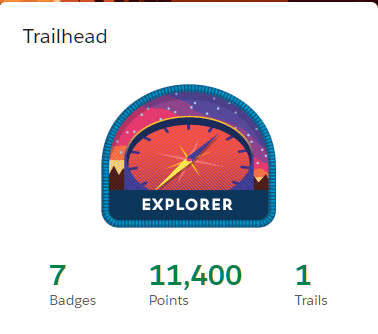 Trailhead
EXPLORER
7 11,400 1
Badges Points Trails